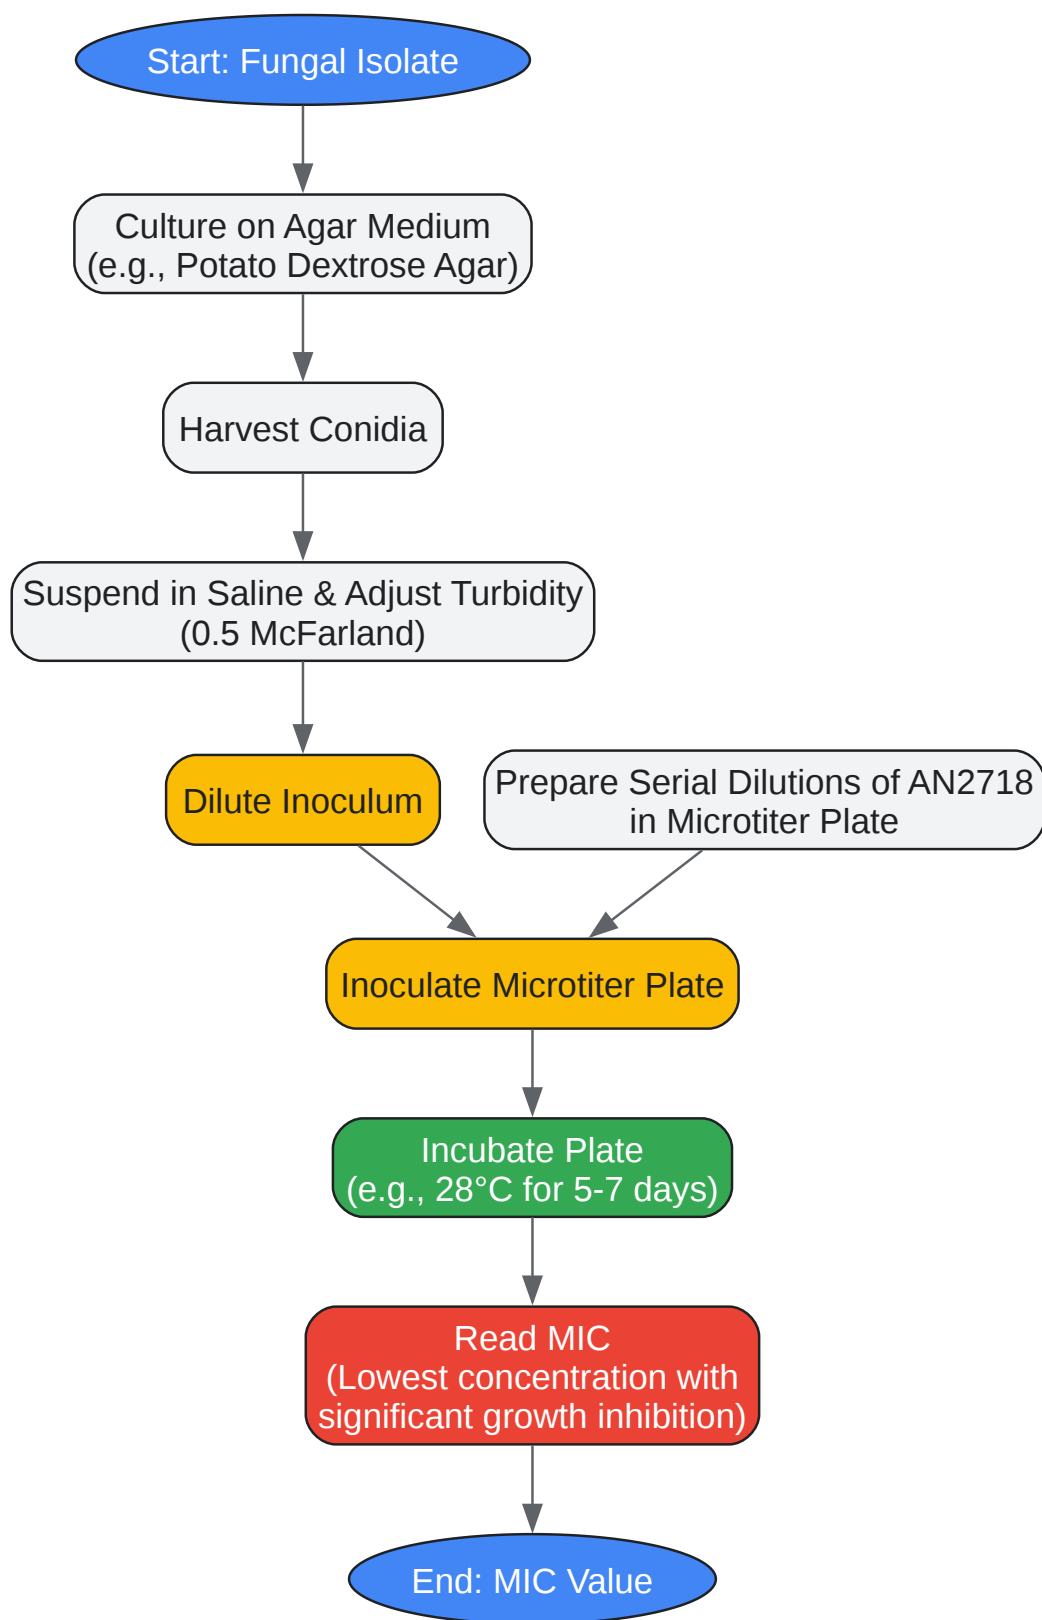 Start: Fungal Isolate
Culture on Agar Medium
(e.g., Potato Dextrose Agar)
Harvest Conidia
Suspend in Saline & Adjust Turbidity
(0.5 McFarland)
Dilute Inoculum
Prepare Serial Dilutions of AN2718
in Microtiter Plate
Inoculate Microtiter Plate
Incubate Plate
(e.g., 28°C for 5-7 days)
Read MIC
(Lowest concentration with
significant growth inhibition)
End: MIC Value